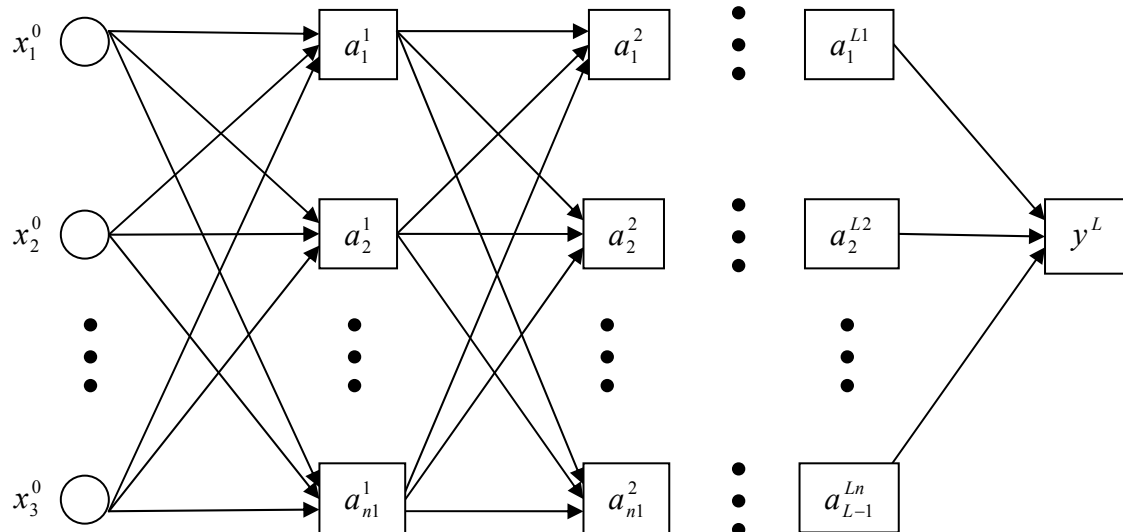 x_1^0 a_1^1 a_1^2 a_1^{L1}
x_2^0 a_2^1 a_2^2 a_2^{L2} y^L
x_3^0 a_{n1}^1 a_{n1}^2 a_{L-1}^{Ln}